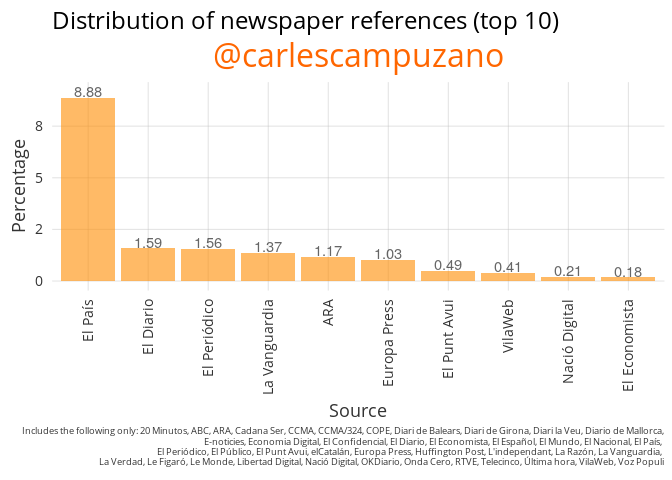 Distribution of newspaper references (top 10)
@carlescampuzano
8.88
1.59
1.56
1.37
1.17
1.03
0.49
0.41
0.21
0.18
Percentage
8
5
2
0
El País
El Diario
El Periódico
La Vanguardia
ARA
Europa Press
El Punt Avui
VilaWeb
Nació Digital
El Economista
Source
Includes the following only: 20 Minutos, ABC, ARA, Cadana Ser, CCMA, CCMA/324, COPE, Diari de Balears, Diari de Girona, Diari la Veu, Diario de Mallorca,
E-noticies, Economia Digital, El Confidencial, El Diario, El Economista, El Español, El Mundo, El Nacional, El País,
El Periódico, El Público, El Punt Avui, elCatalán, Europa Press, Huffington Post, L'independant, La Razón, La Vanguardia,
La Verdad, Le Figaró, Le Monde, Libertad Digital, Nació Digital, OKDiario, Onda Cero, RTVE, Telecinco, Última hora, VilaWeb, Voz Populi